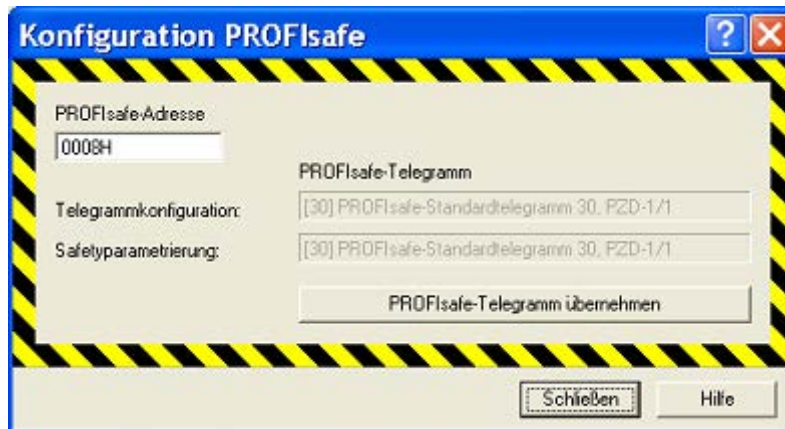 Konfiguration PROFIsafe
PROFIsafe-Adresse
0008H
PROFIsafe-Telegramm
Telegrammkonfiguration: [30] PROFIsafe-Standardtelegramm 30, PZD-1/1
Safetyparametrierung: [30] PROFIsafe-Standardtelegramm 30, PZD-1/1
PROFIsafe-Telegramm übernehmen
Schließen Hilfe